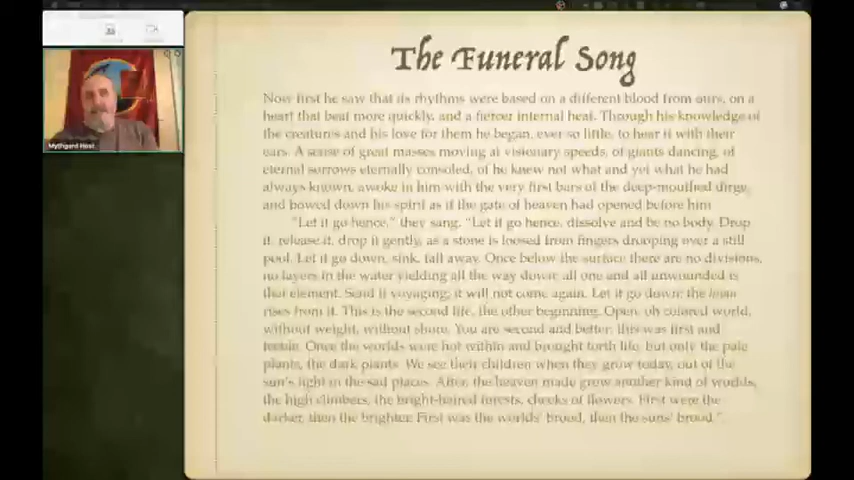 The Funeral Song
Now first he saw that its rhythms were based on a different blood from ours, on a
heart that beat more quickly, and a fiercer internal heat. Through his knowledge of
the creatures and his love for them he began, ever so little, to hear it with their
ears. A sense of great masses moving at visionary speeds, of giants dancing, of
eternal sorrows eternally consoled, of he knew not what and yet what he had
always known, awoke in him with the very first bars of the deep-mouthed dirge,
and bowed down his spirit as if the gate of heaven had opened before him
"Let it go hence," they sang. "Let it go hence, dissolve and be no body. Drop
it, release it, drop it gently, as a stone is loosed from fingers drooping over a still
pool. Let it go down, sink, fall away. Once below the surface there are no divisions,
no layers in the water yielding all the way down; all one and all unwounded is
that element. Send it voyaging; it will not come again. Let it go down; the hnau
rises from it. This is the second life, the other beginning. Open, oh colored world,
without weight, without shore. You are second and better; this was first and
feeble. Once the worlds were hot within and brought forth life, but only the pale
plants, the dark plants. We see their children when they grow today, out of the
sun's light in the sad places. After, the heaven made grow another kind of worlds,
the high climbers, the bright-haired forests, cheeks of flowers. First were the
darker, then the brighter. First was the worlds' brood, then the suns' brood."
Mythgard Host